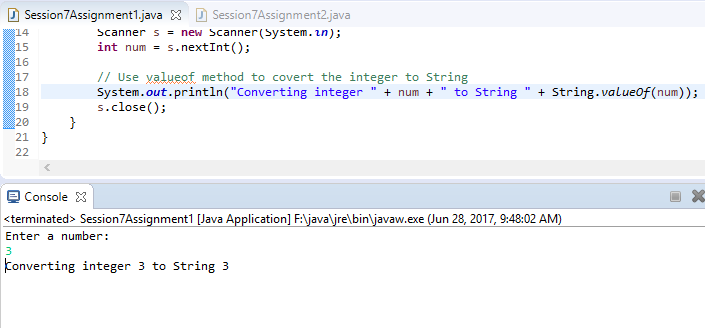 Session7Assignment1.java Session7Assignment2.java
14 Scanner s = new Scanner(System.in);
15 int num = s.nextInt();
16
17 // Use valueof method to covert the integer to String
18 System.out.println("Converting integer " + num + " to String " + String.valueOf(num));
19 s.close();
20 }
21 }
22
Console
<terminated> Session7Assignment1 [Java Application] F:\java\jre\bin\javaw.exe (Jun 28, 2017, 9:48:02 AM)
Enter a number:
3
Converting integer 3 to String 3